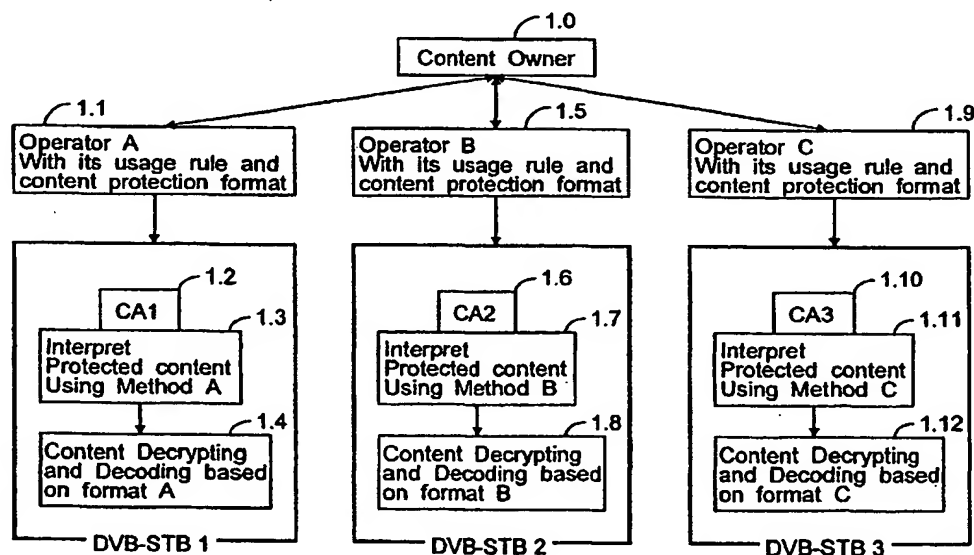 1.0
Content Owner
1.1
Operator A
With its usage rule and
content protection format
1.5
Operator B
With its usage rule and
content protection format
1.9
Operator C
With its usage rule and
content protection format
1.2
CA1
1.3
Interpret
Protected content
Using Method A
1.4
Content Decrypting
and Decoding based
on format A
DVB-STB 1
1.6
CA2
1.7
Interpret
Protected content
Using Method B
1.8
Content Decrypting
and Decoding based
on format B
DVB-STB 2
1.10
CA3
1.11
Interpret
Protected content
Using Method C
1.12
Content Decrypting
and Decoding based
on format C
DVB-STB 3